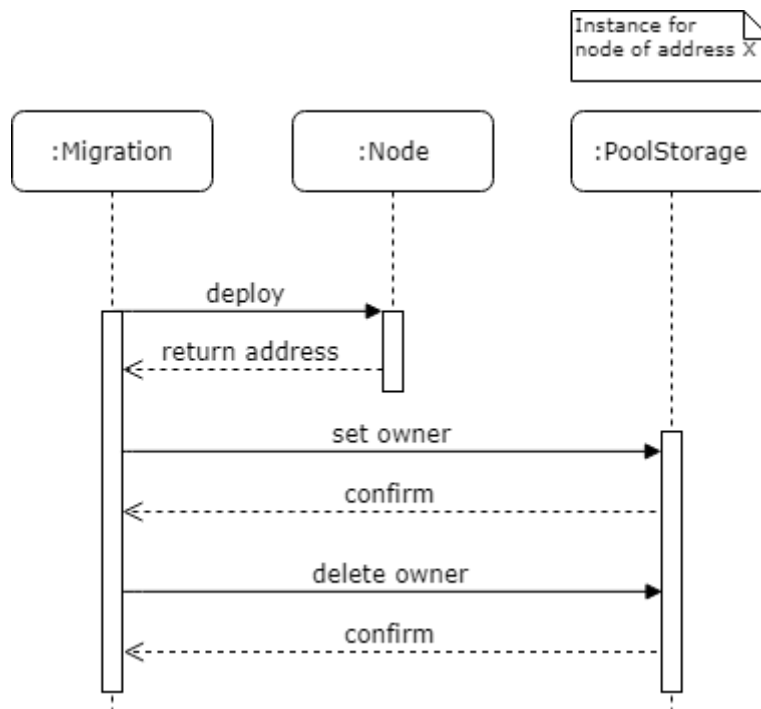 Instance for
node of address X
:Migration
:Node
:PoolStorage
deploy
return address
set owner
confirm
delete owner
confirm